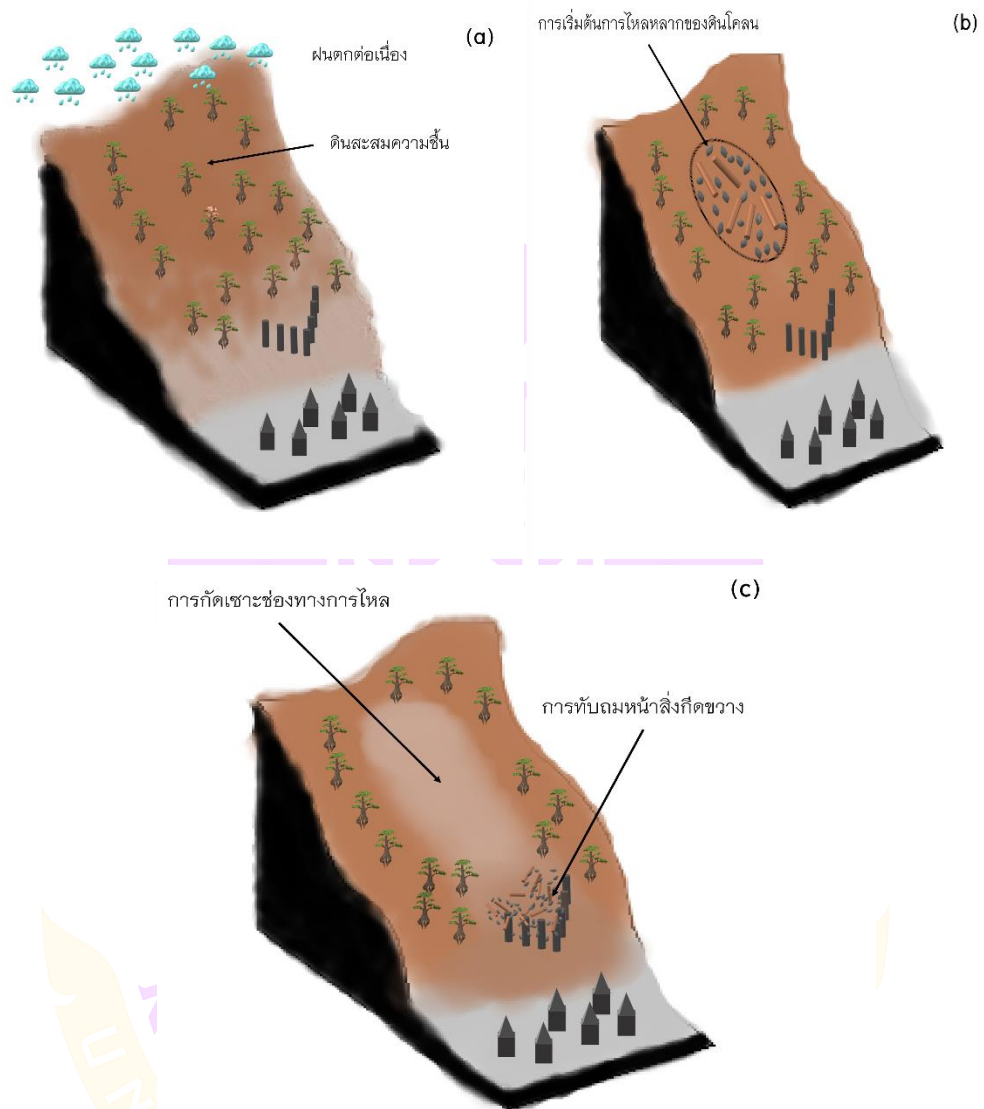 (a)
ฝนตกต่อเนื่อง
ดินสะสมความชื้น
การเริ่มต้นการไหลหลากของดินโคลน
(b)
การกัดเซาะช่องทางการไหล
(c)
การทับถมหน้าสิ่งกีดขวาง